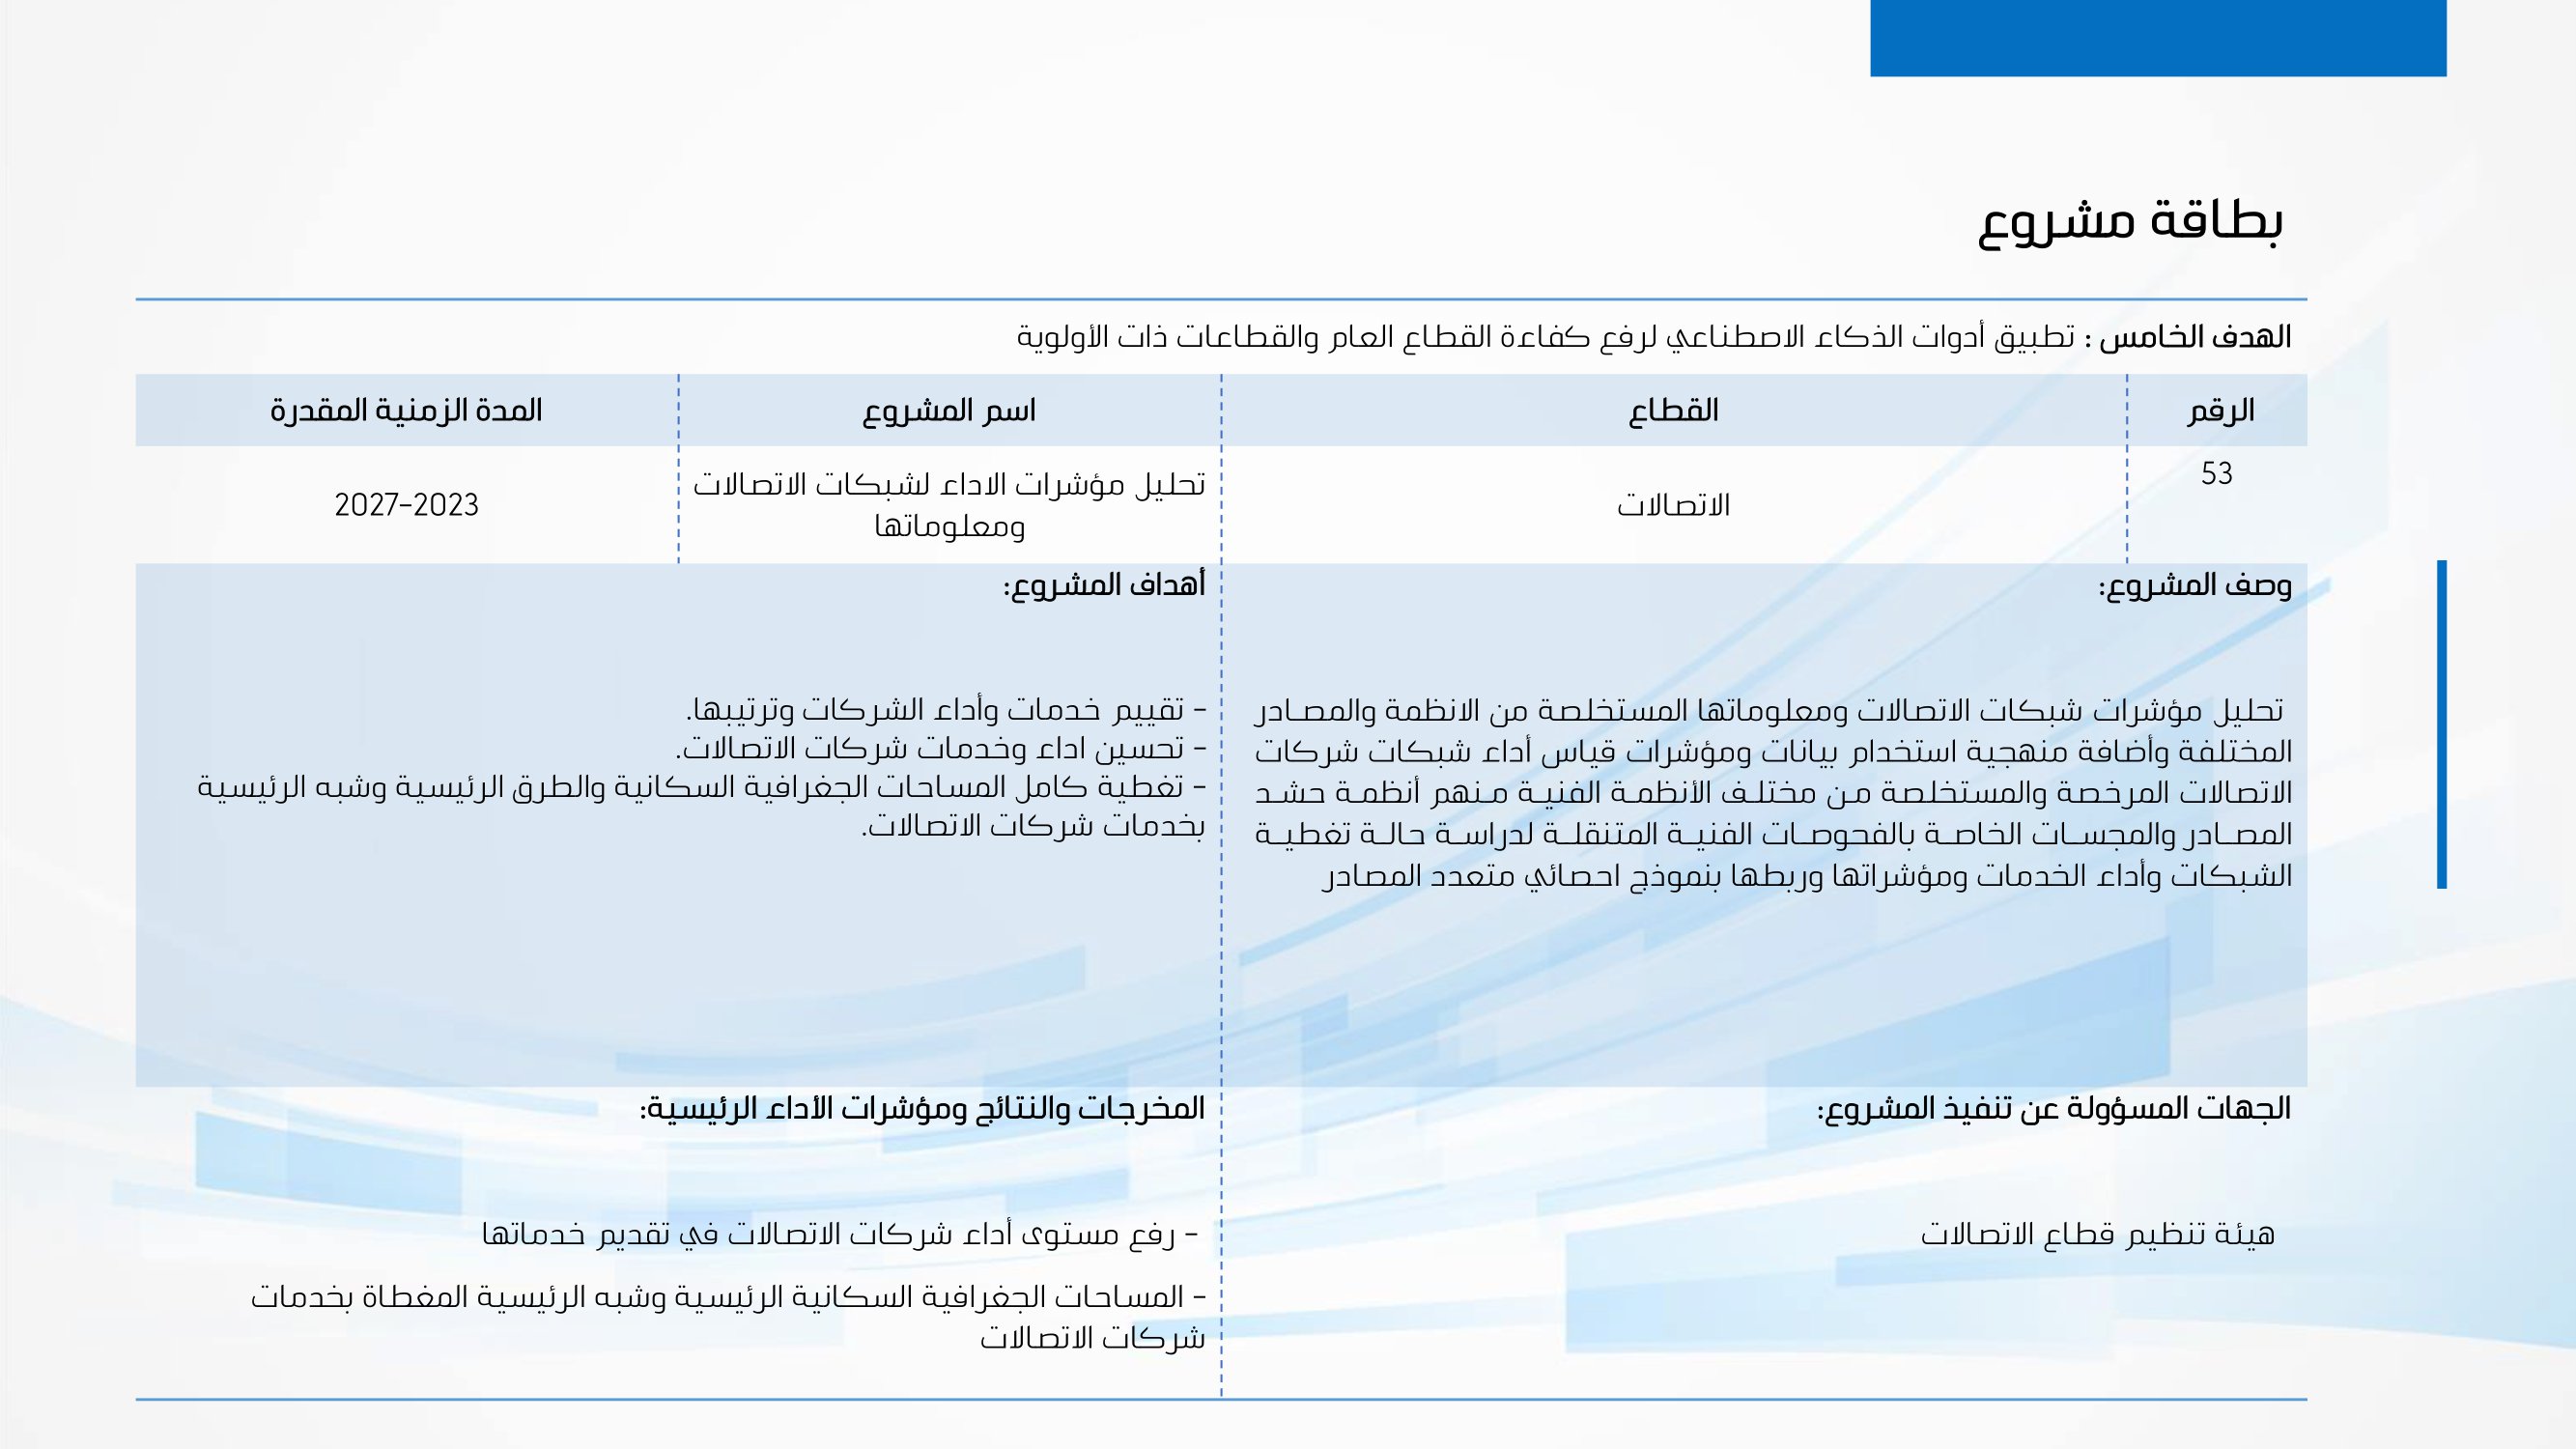 بطاقة مشروع
الهدف الخامس : تطبيق أدوات الذكاء الاصطناعي لرفع كفاءة القطاع العام والقطاعات ذات الأولوية
الرقم
القطاع
اسم المشروع
المدة الزمنية المقدرة
53
الاتصالات
تحليل مؤشرات الاداء لشبكات الاتصالات
ومعلوماتها
2027-2023
وصف المشروع:
تحليل مؤشرات شبكات الاتصالات ومعلوماتها المستخلصة من الانظمة والمصادر
المختلفة وأضافة منهجية استخدام بيانات ومؤشرات قياس أداء شبكات شركات
الاتصالات المرخصة والمستخلصة من مختلف الأنظمة الفنية منهم أنظمة حشد
المصادر والمجسات الخاصة بالفحوصات الفنية المتنقلة لدراسة حالة تغطية
الشبكات وأداء الخدمات ومؤشراتها وربطها بنموذج احصائي متعدد المصادر
أهداف المشروع:
- تقييم خدمات وأداء الشركات وترتيبها.
- تحسين اداء وخدمات شركات الاتصالات.
- تغطية كامل المساحات الجغرافية السكانية والطرق الرئيسية وشبه الرئيسية
بخدمات شركات الاتصالات.
الجهات المسؤولة عن تنفيذ المشروع:
هيئة تنظيم قطاع الاتصالات
المخرجات والنتائج ومؤشرات الأداء الرئيسية:
- رفع مستوى أداء شركات الاتصالات في تقديم خدماتها
- المساحات الجغرافية السكانية الرئيسية وشبه الرئيسية المغطاة بخدمات
شركات الاتصالات